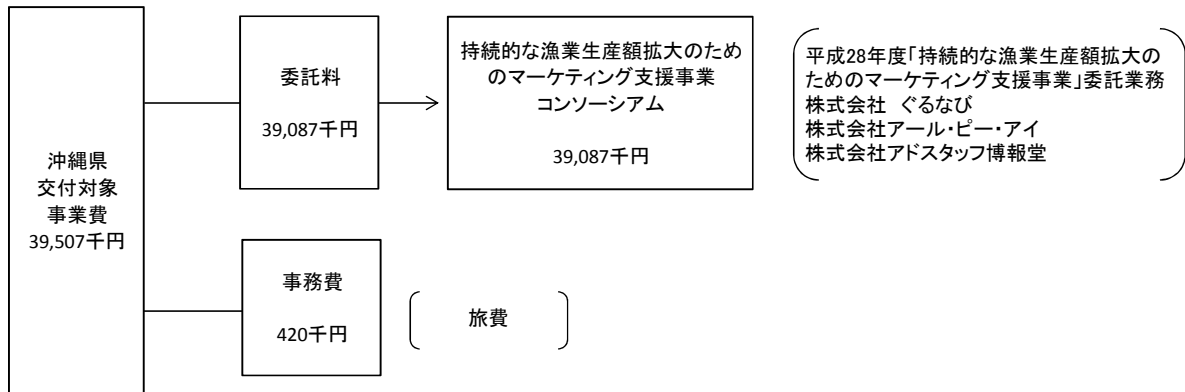 沖縄県
交付対象
事業費
39,507千円
委託料
39,087千円
持続的な漁業生産額拡大のため
のマーケティング支援事業
コンソーシアム
39,087千円
平成28年度「持続的な漁業生産額拡大の
ためのマーケティング支援事業」委託業務
株式会社　ぐるなび
株式会社アール・ピー・アイ
株式会社アドスタッフ博報堂
事務費
420千円
旅費